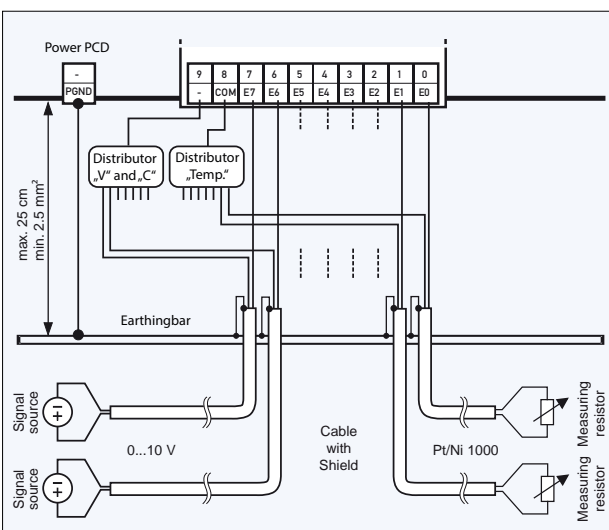 Power PCD
-
PGND
9 8 7 6 5 4 3 2 1 0
- COM E7 E6 E5 E4 E3 E2 E1 E0
Distributor
„V“ and „C“
Distributor
„Temp.“
max. 25 cm
min. 2.5 mm²
Earthingbar
Signal
source
+
-
0...10 V
Cable
with
Shield
Pt/Ni 1000
Measuring
resistor
Signal
source
+
-
Measuring
resistor